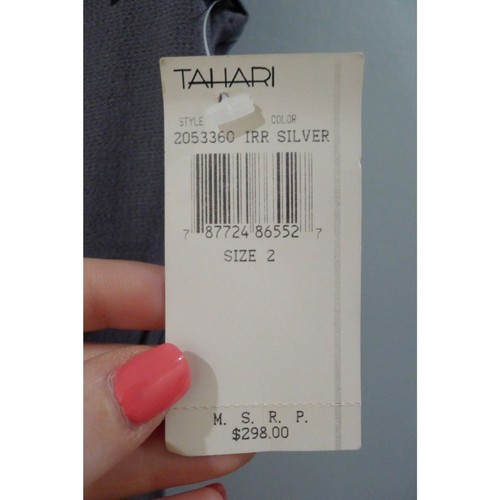 TAHARI
STYLE COLOR
2053360 IRR SILVER
7 87724 86552 7
SIZE 2
M. S. R. P.
$298.00